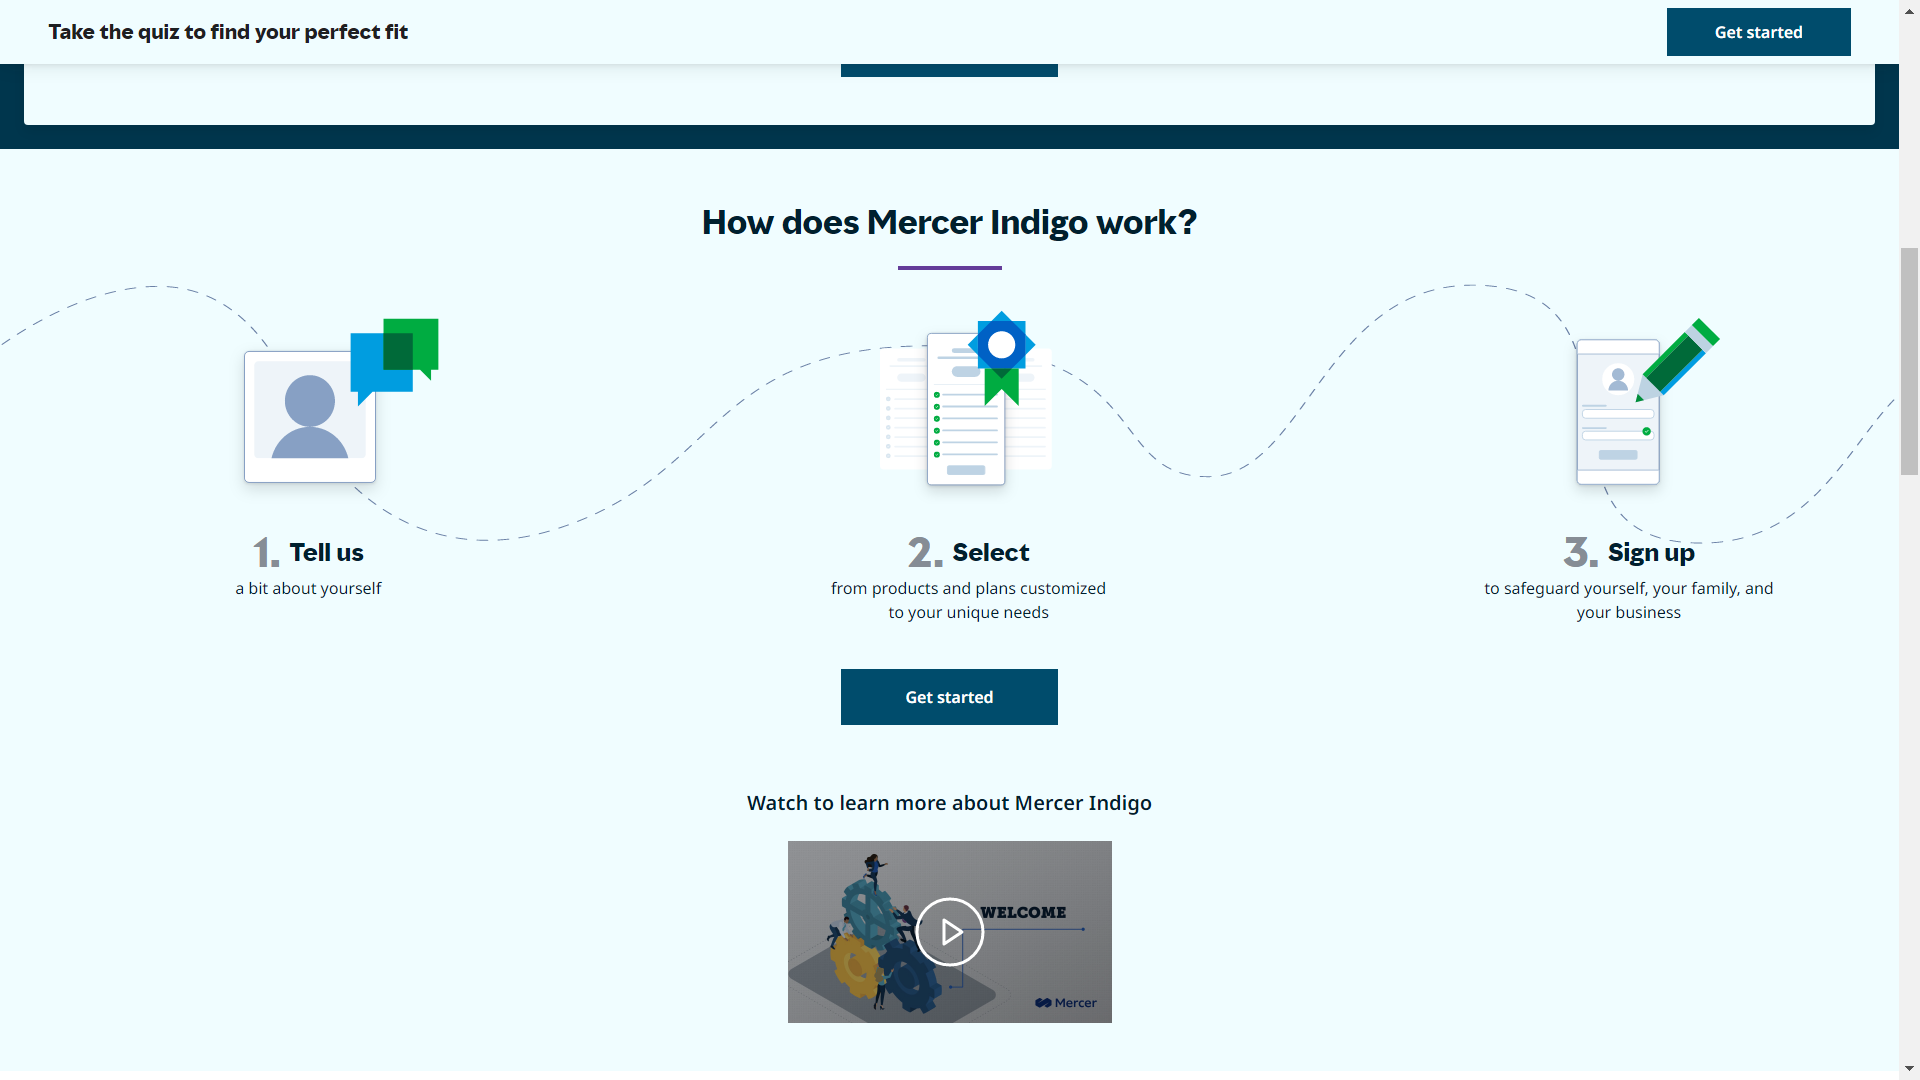 Take the quiz to find your perfect fit
Get started
How does Mercer Indigo work?
1. Tell us
a bit about yourself
2. Select
from products and plans customized
to your unique needs
3. Sign up
to safeguard yourself, your family, and
your business
Get started
Watch to learn more about Mercer Indigo
WELCOME
Mercer